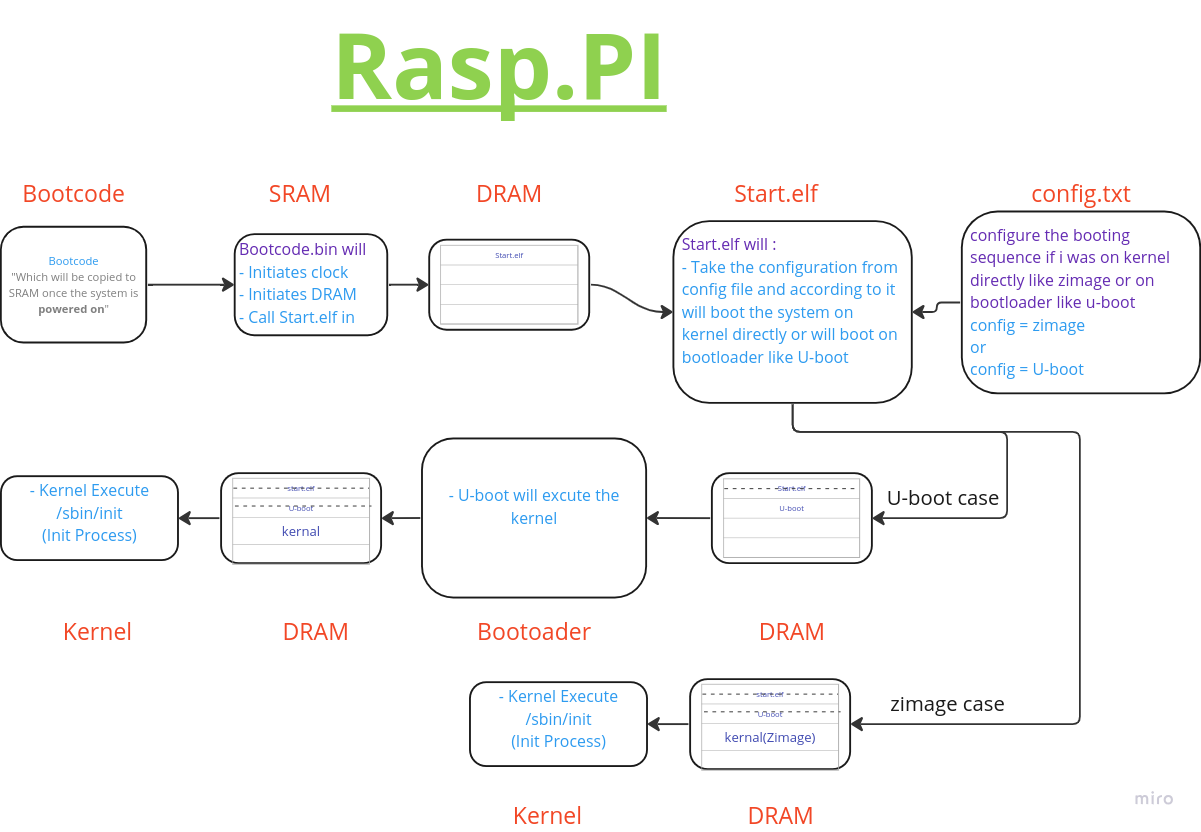 Rasp.PI
Bootcode
SRAM
DRAM
Start.elf
config.txt
Bootcode
"Which will be copied to
SRAM once the system is
powered on"
Bootcode.bin will
- Initiates clock
- Initiates DRAM
- Call Start.elf in
Start.elf
Start.elf will :
- Take the configuration from
config file and according to it
will boot the system on
kernel directly or will boot on
bootloader like U-boot
configure the booting
sequence if i was on kernel
directly like zimage or on
bootloader like u-boot
config = zimage
or
config = U-boot
- Kernel Execute
/sbin/init
(Init Process)
start.elf
U-boot
kernal
- U-boot will excute the
kernel
Start.elf
U-boot
U-boot case
Kernel
DRAM
Bootoader
DRAM
- Kernel Execute
/sbin/init
(Init Process)
start.elf
U-boot
kernal(Zimage)
zimage case
Kernel
DRAM
miro